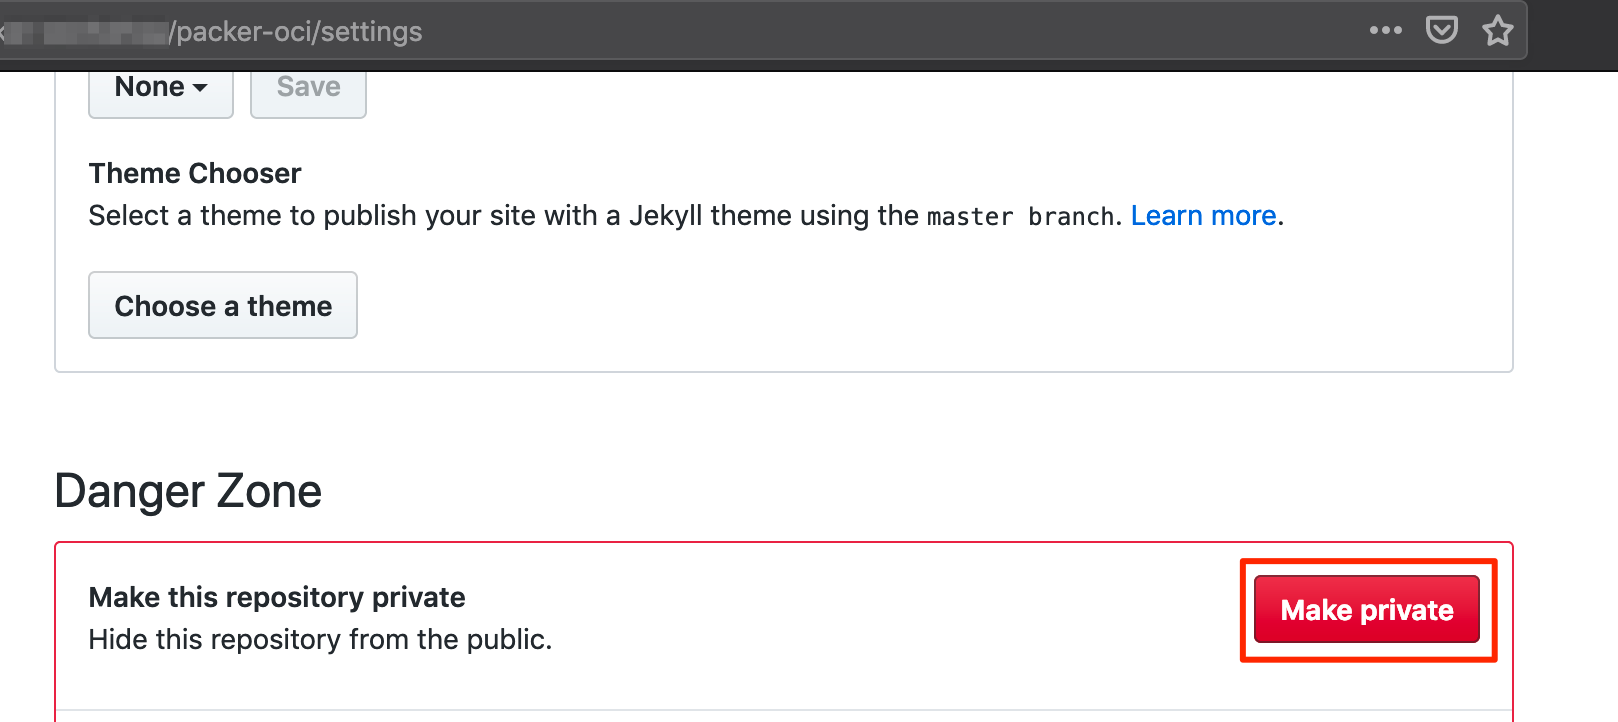 /packer-oci/settings
None
Save
Theme Chooser
Select a theme to publish your site with a Jekyll theme using the master branch. Learn more.
Choose a theme
Danger Zone
Make this repository private
Hide this repository from the public.
Make private